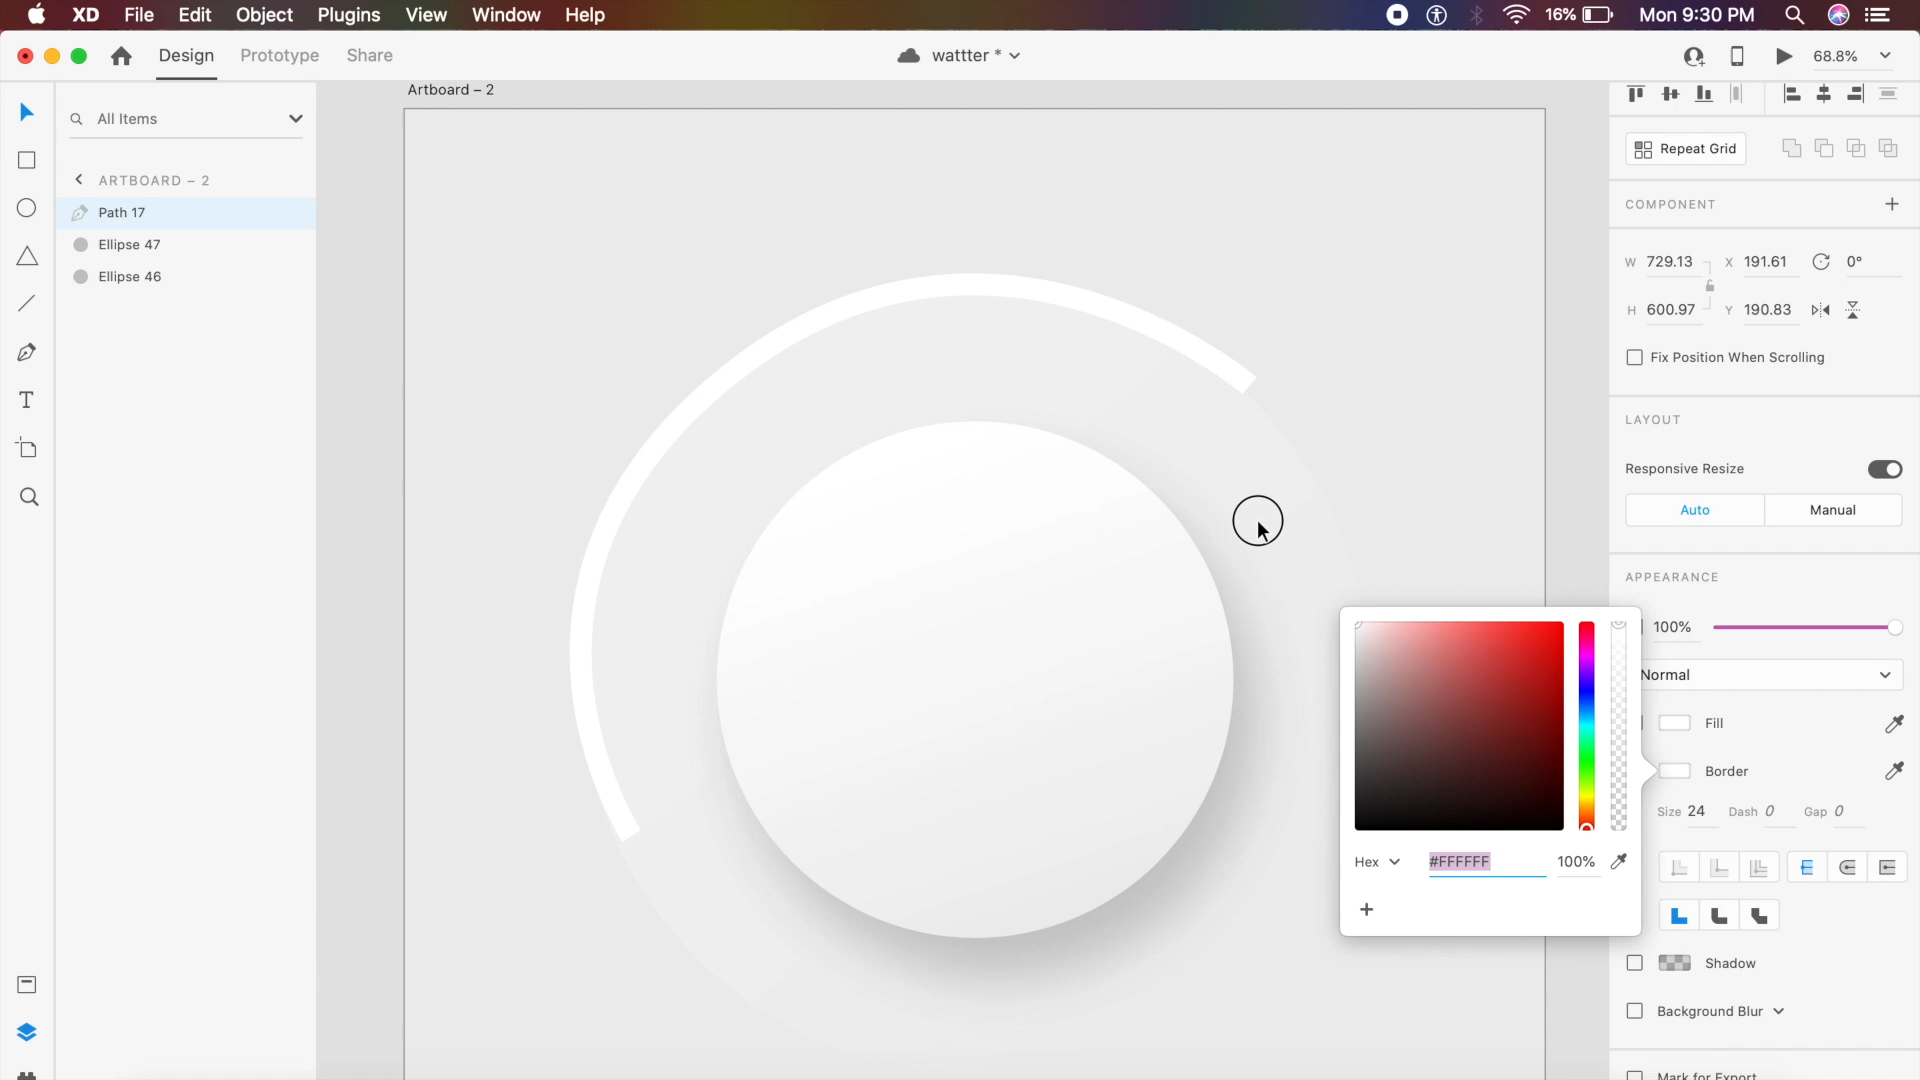 XD File Edit Object Plugins View Window Help 16% Mon 9:30 PM
Design Prototype Share wattter * 68.8%
Artboard – 2
All Items
ARTBOARD – 2
Path 17
Ellipse 47
Ellipse 46
Repeat Grid
COMPONENT
W 729.13 X 191.61 0°
H 600.97 Y 190.83
Fix Position When Scrolling
LAYOUT
Responsive Resize
Auto Manual
APPEARANCE
100%
Normal
Fill
Border
Size 24 Dash 0 Gap 0
Hex #FFFFFF 100%
Shadow
Background Blur
Mark for Export